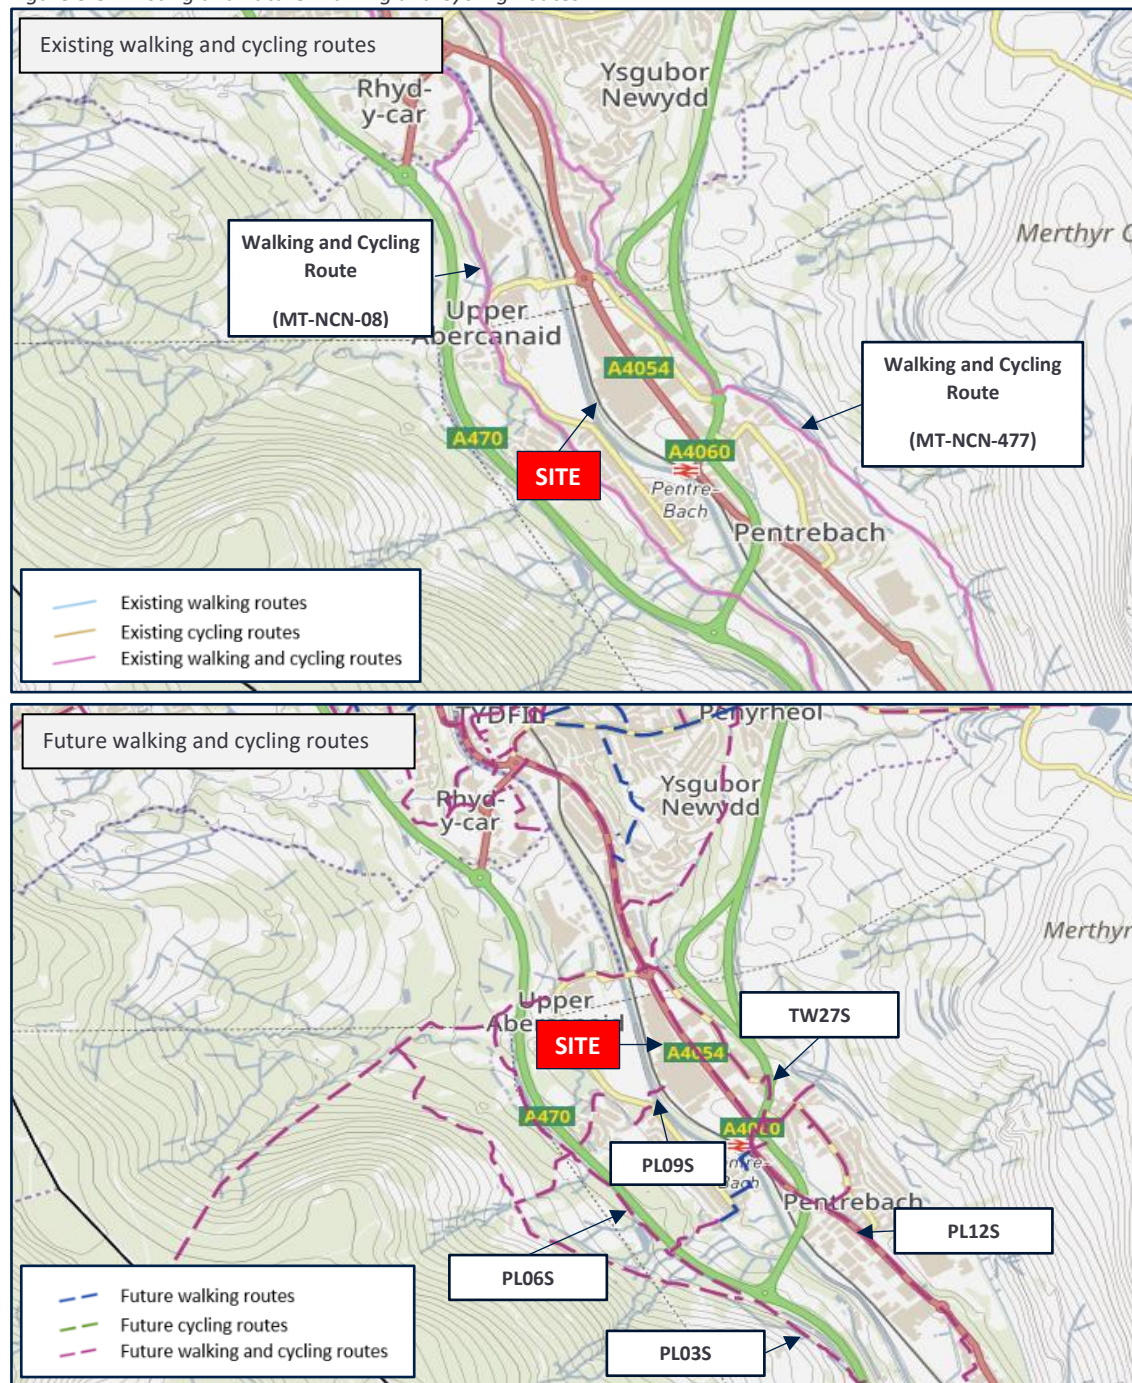 Existing walking and cycling routes
Rhyd-
y-car
Ysgubor
Newydd
Merthyr
Walking and Cycling
Route
(MT-NCN-08)
Upper
Abercanaid
A4054
Walking and Cycling
Route
(MT-NCN-477)
A470
A4060
SITE
Pentre-
Bach
Pentrebach
Existing walking routes
Existing cycling routes
Existing walking and cycling routes
TYDFIL
Penyrheol
Future walking and cycling routes
Ysgubor
Newydd
Rhyd-
y-car
Merthyr
Upper
TW27S
SITE
A4054
A470
PL09S
Pentrebach
PL12S
PL06S
Future walking routes
Future cycling routes
Future walking and cycling routes
PL03S